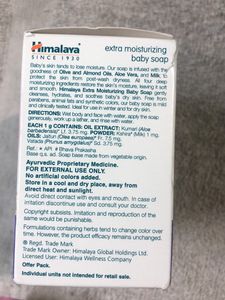 Himalaya
SINCE 1930
extra moisturizing
baby soap
Baby's skin tends to lose moisture. Our soap is infused with the
goodness of Olive and Almond Oils, Aloe Vera, and Milk, to
protect the skin from post-wash dryness. All four deep
moisturizing ingredients restore the skin's moisture, leave it soft
and smooth. Himalaya Extra Moisturizing Baby Soap gently
cleanses, hydrates, and soothes baby's dry skin. Free from
parabens, animal fats and synthetic colors, our baby soap is mild
and clinically tested. Ideal for use in winter and for dry skin.
DIRECTIONS: Wet body and face with water, apply the soap
generously, work up a lather, and rinse with water.
Each 1 g contains: OIL EXTRACT: Kumari (Aloe
barbadensis) Lf. 3.75 mg. POWDER: Kshira (Milk) 1 mg.
OILS: Jaitun (Olea europaea) Fr. 7.5 mg.
Vatada (Prunus amygdalus) Sd. 3.75 mg.
Ref.: API Bhava Prakasha
Base q.s. ad. Soap base made from vegetable origin.
Ayurvedic Proprietary Medicine.
FOR EXTERNAL USE ONLY.
No artificial colors added.
Store in a cool and dry place, away from
direct heat and sunlight.
Avoid direct contact with eyes and mouth. In case of
irritation discontinue use and consult your doctor.
Copyright subsists. Imitation and reproduction of the
same would be punishable.
Formulations containing herbs tend to change color over
time. However, the product efficacy remains unchanged.
® Regd. Trade Mark
Trade Mark Owner: Himalaya Global Holdings Ltd.
Licensed User: Himalaya Wellness Company
Offer Pack.
Individual units not intended for retail sale.